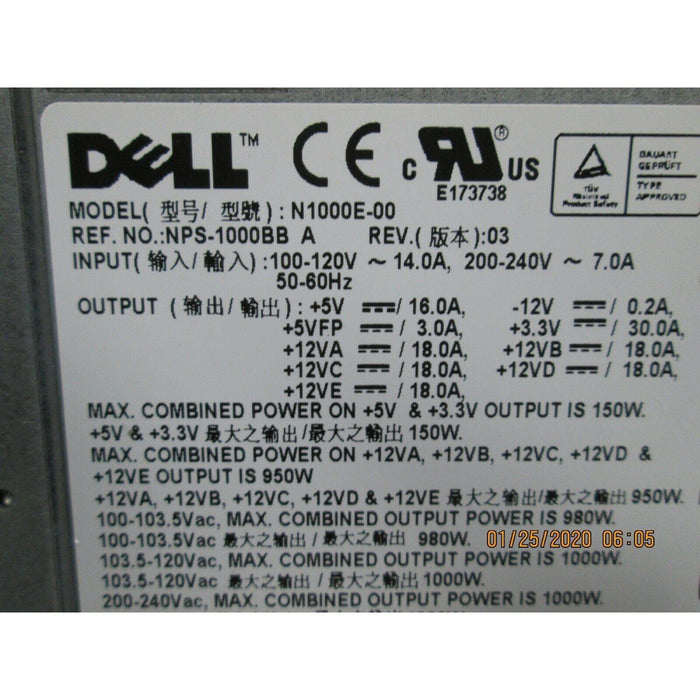 DELL™ CE c RU® US
E173738
TÜV
Rheinland
Product Safety
BAUART
GEPRÜFT
TYPE
APPROVED
MODEL( 型号/ 型號) : N1000E-00
REF. NO.:NPS-1000BB A REV.( 版本):03
INPUT(输入/輸入):100-120V ~ 14.0A, 200-240V ~ 7.0A
50-60Hz
OUTPUT (输出/輸出) : +5V ⎓/ 16.0A, -12V ⎓ / 0.2A,
+5VFP ⎓ / 3.0A, +3.3V ⎓ / 30.0A,
+12VA ⎓ / 18.0A, +12VB ⎓ / 18.0A,
+12VC ⎓ / 18.0A, +12VD ⎓ / 18.0A,
+12VE ⎓ / 18.0A,
MAX. COMBINED POWER ON +5V & +3.3V OUTPUT IS 150W.
+5V & +3.3V 最大之输出/最大之輸出 150W.
MAX. COMBINED POWER ON +12VA, +12VB, +12VC, +12VD &
+12VE OUTPUT IS 950W
+12VA, +12VB, +12VC, +12VD & +12VE 最大之输出/最大之輸出 950W.
100-103.5Vac, MAX. COMBINED OUTPUT POWER IS 980W.
100-103.5Vac 最大之输出 / 最大之輸出 980W.
01/25/2020 06:05
103.5-120Vac, MAX. COMBINED OUTPUT POWER IS 1000W.
103.5-120Vac 最大之输出 / 最大之輸出 1000W.
200-240Vac, MAX. COMBINED OUTPUT POWER IS 1000W.